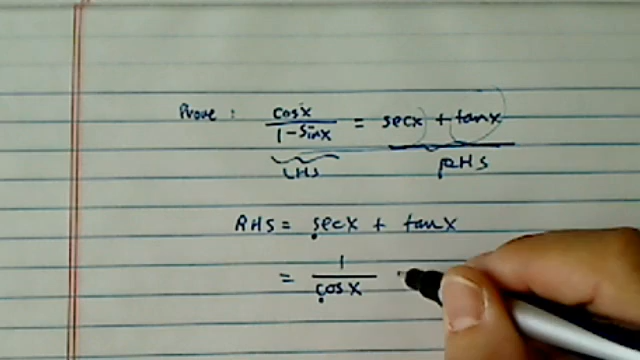 Prove : cosx / 1 - sinx = secx + tanx
LHS RHS
RHS = secx + tanx
= 1 / cosx